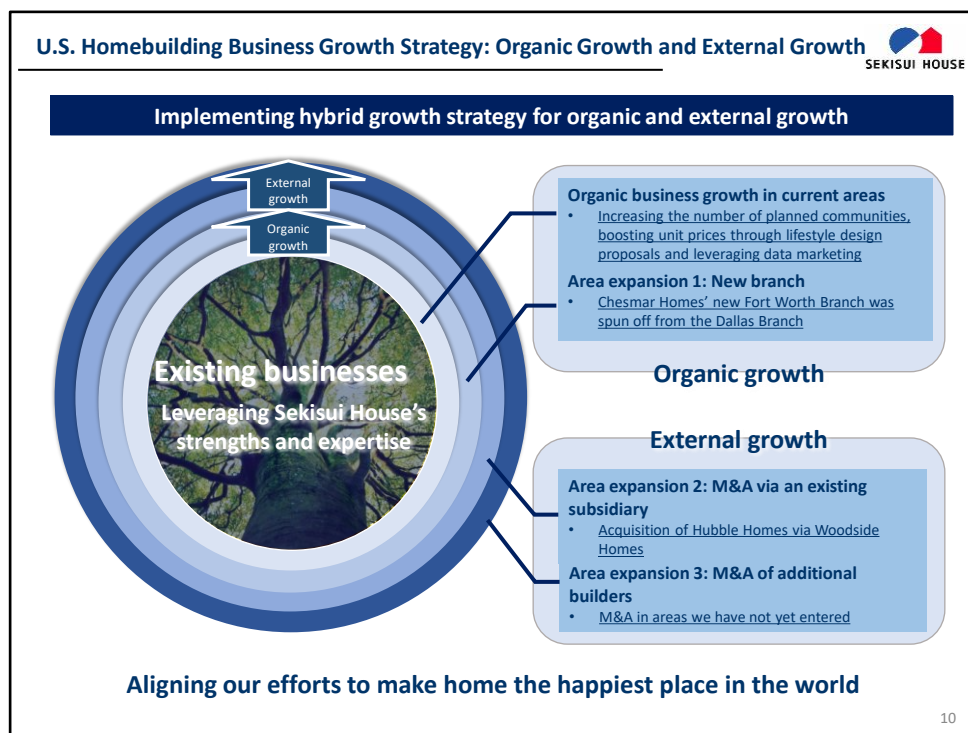 U.S. Homebuilding Business Growth Strategy: Organic Growth and External Growth
SEKISUI HOUSE
Implementing hybrid growth strategy for organic and external growth
External
growth
Organic
growth
Existing businesses
Leveraging Sekisui House’s
strengths and expertise
Organic business growth in current areas
• Increasing the number of planned communities,
boosting unit prices through lifestyle design
proposals and leveraging data marketing
Area expansion 1: New branch
• Chesmar Homes’ new Fort Worth Branch was
spun off from the Dallas Branch
Organic growth
External growth
Area expansion 2: M&A via an existing
subsidiary
• Acquisition of Hubble Homes via Woodside
Homes
Area expansion 3: M&A of additional
builders
• M&A in areas we have not yet entered
Aligning our efforts to make home the happiest place in the world
10